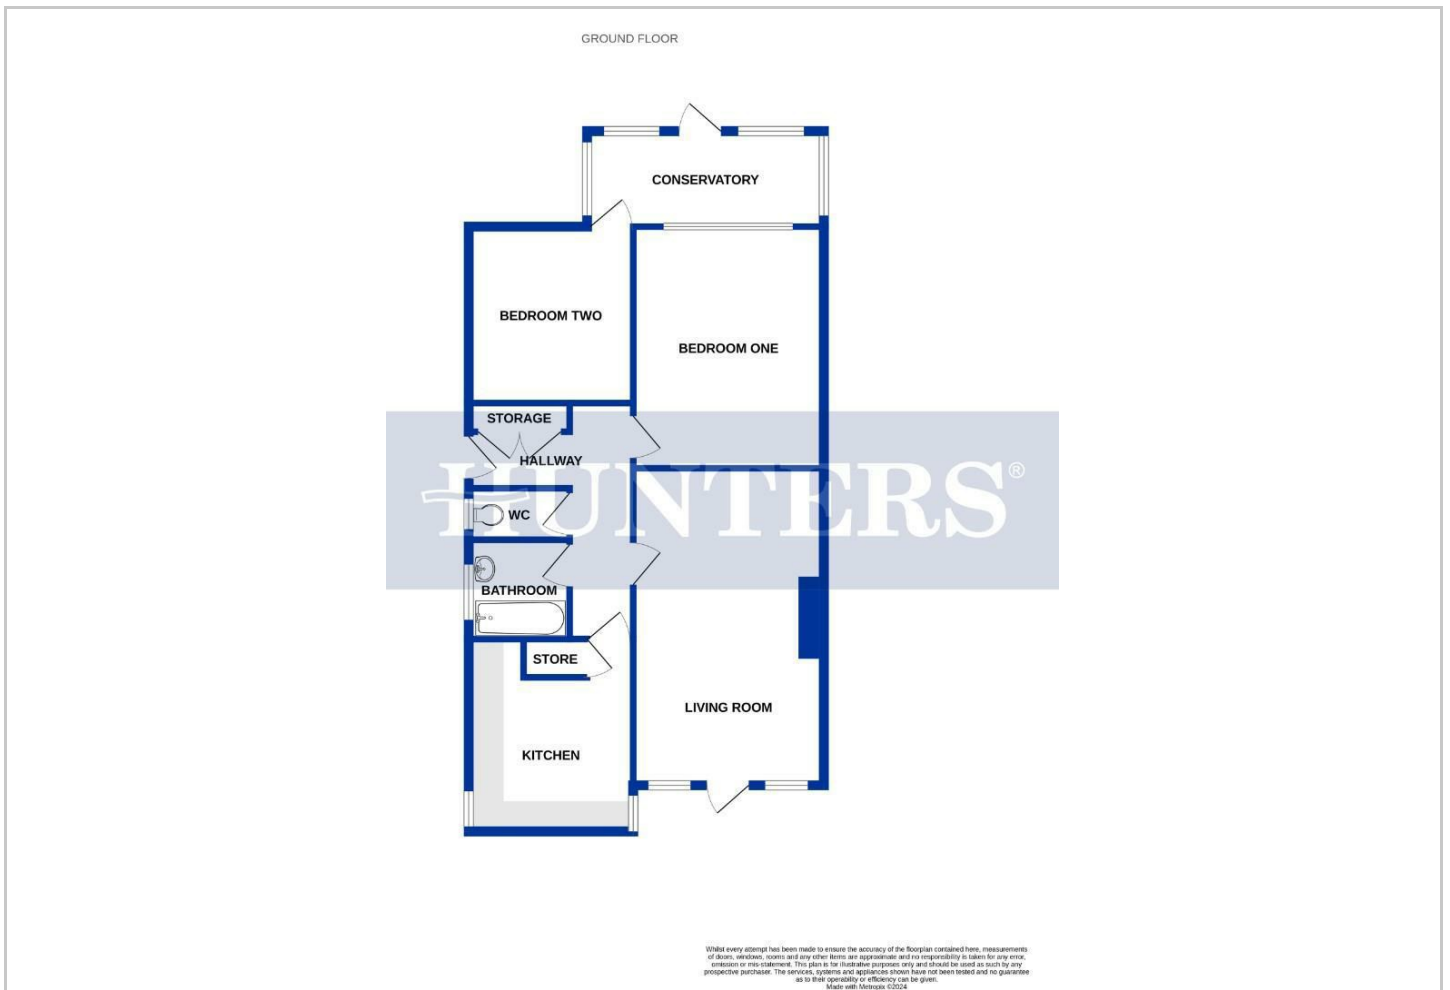 GROUND FLOOR
CONSERVATORY
BEDROOM TWO
BEDROOM ONE
STORAGE
HALLWAY
HUNTERS®
WC
BATHROOM
STORE
LIVING ROOM
KITCHEN
Whilst every attempt has been made to ensure the accuracy of the floorplan contained here, measurements
of doors, windows, rooms and any other items are approximate and no responsibility is taken for any error,
omission or mis-statement. This plan is for illustrative purposes only and should be used as such by any
prospective purchaser. The services, systems and appliances shown have not been tested and no guarantee
as to their operability or efficiency can be given.
Made with Metropix ©2024